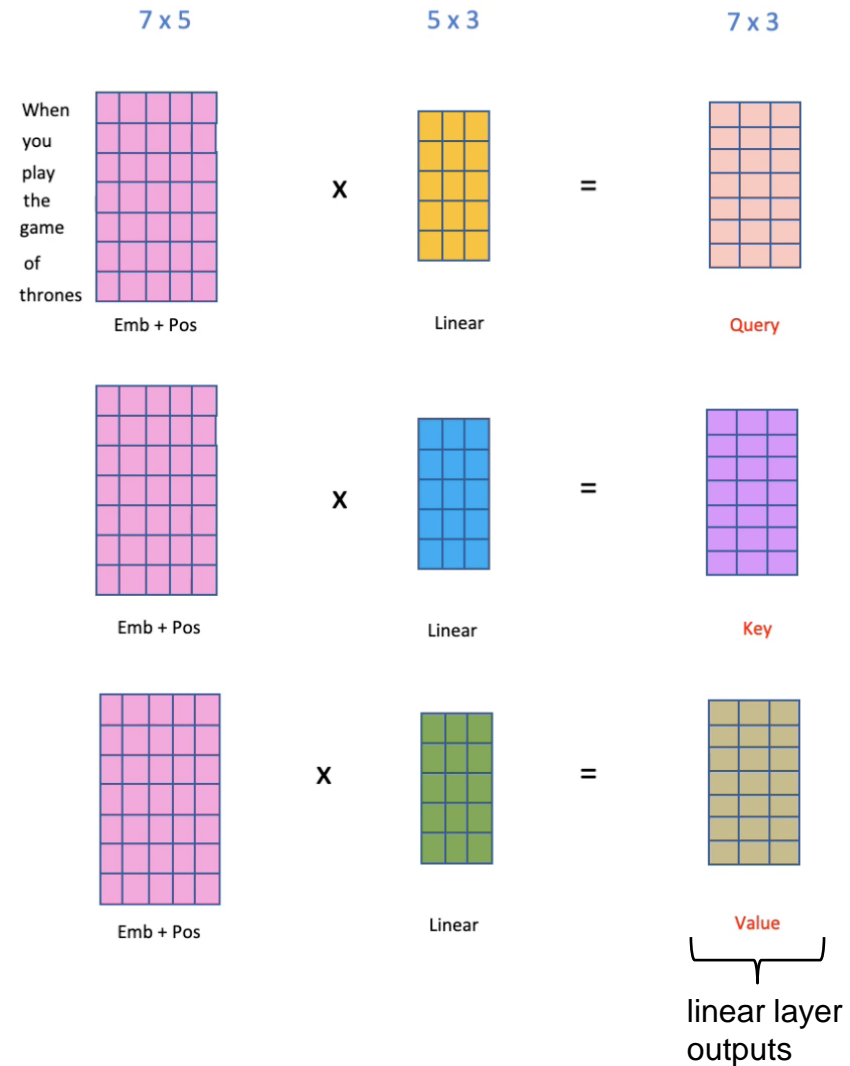 7 x 5 5 x 3 7 x 3
When
you
play
the
game
of
thrones
X =
Emb + Pos Linear Query
X =
Emb + Pos Linear Key
X =
Emb + Pos Linear Value
linear layer
outputs